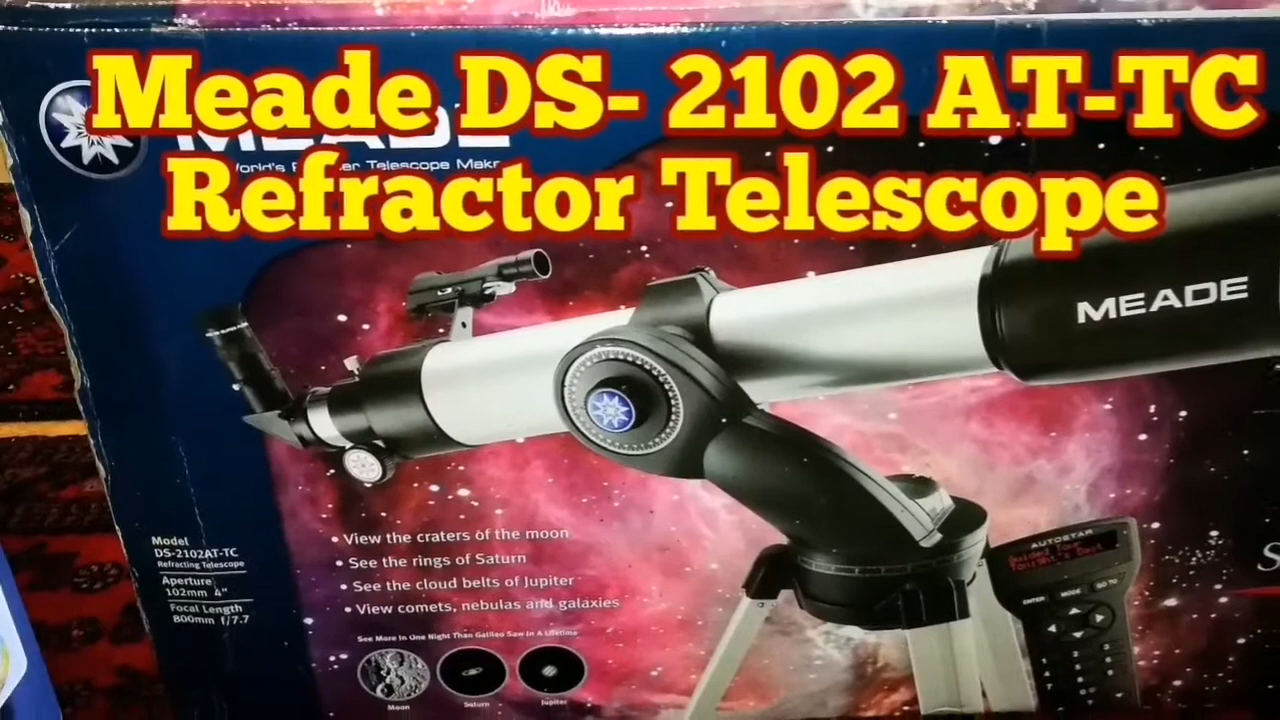 Meade DS- 2102 AT-TC
Refractor Telescope
MEADE
Telescope
MEADE
Model
DS-2102AT-TC
Refracting Telescope
Aperture
102mm 4"
Focal Length
800mm f/7.7
• View the craters of the moon
• See the rings of Saturn
• See the cloud belts of Jupiter
• View comets, nebulas and galaxies
See More In One Night Than Galileo Saw In A Lifetime
Moon
Saturn
Jupiter
AUTOSTAR
ENTER
MODE
GO TO